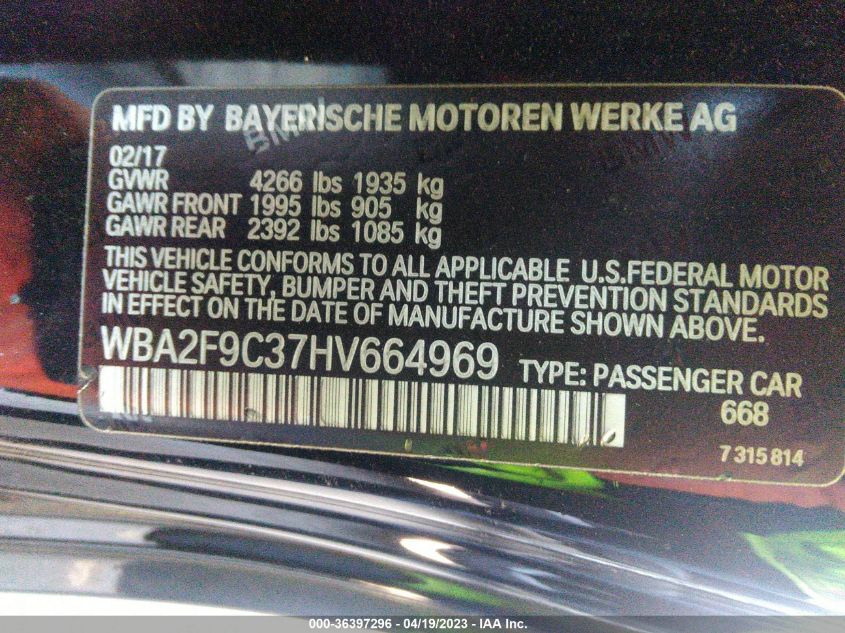 MFD BY BAYERISCHE MOTOREN WERKE AG
02/17
GVWR 4266 lbs 1935 kg
GAWR FRONT 1995 lbs 905 kg
GAWR REAR 2392 lbs 1085 kg
THIS VEHICLE CONFORMS TO ALL APPLICABLE U.S.FEDERAL MOTOR
VEHICLE SAFETY, BUMPER AND THEFT PREVENTION STANDARDS
IN EFFECT ON THE DATE OF MANUFACTURE SHOWN ABOVE.
WBA2F9C37HV664969 TYPE: PASSENGER CAR
668
7 315 814
000-36397296 - 04/19/2023 - IAA Inc.